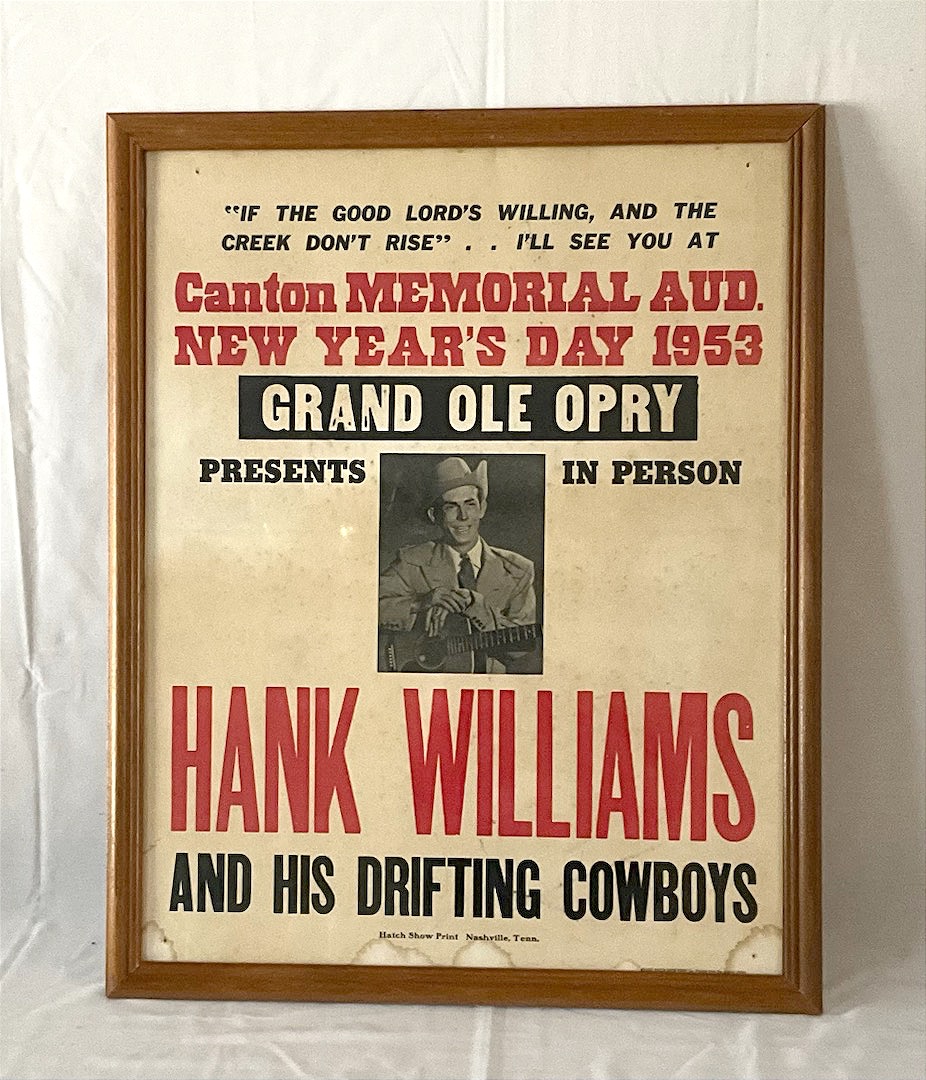 “IF THE GOOD LORD'S WILLING, AND THE
CREEK DON'T RISE” . . I'LL SEE YOU AT
Canton MEMORIAL AUD.
NEW YEAR'S DAY 1953
GRAND OLE OPRY
PRESENTS IN PERSON
HANK WILLIAMS
AND HIS DRIFTING COWBOYS
Hatch Show Print Nashville, Tenn.